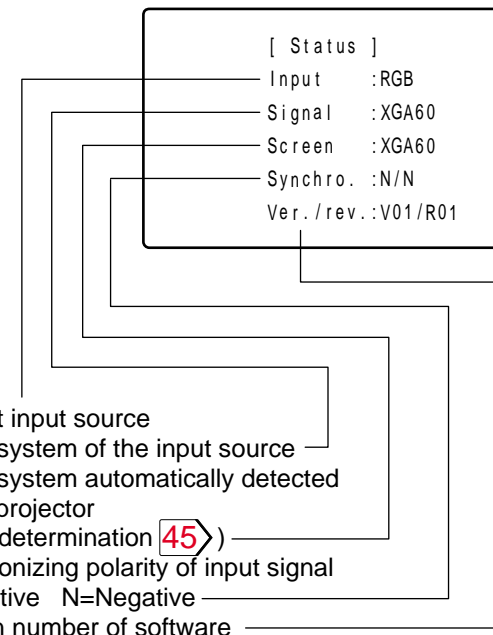 [ Status ]
Input :RGB
Signal :XGA60
Screen :XGA60
Synchro. :N/N
Ver./rev.:V01/R01
t input source
system of the input source
system automatically detected
projector
determination 45 )
onizing polarity of input signal
tive N=Negative
n number of software